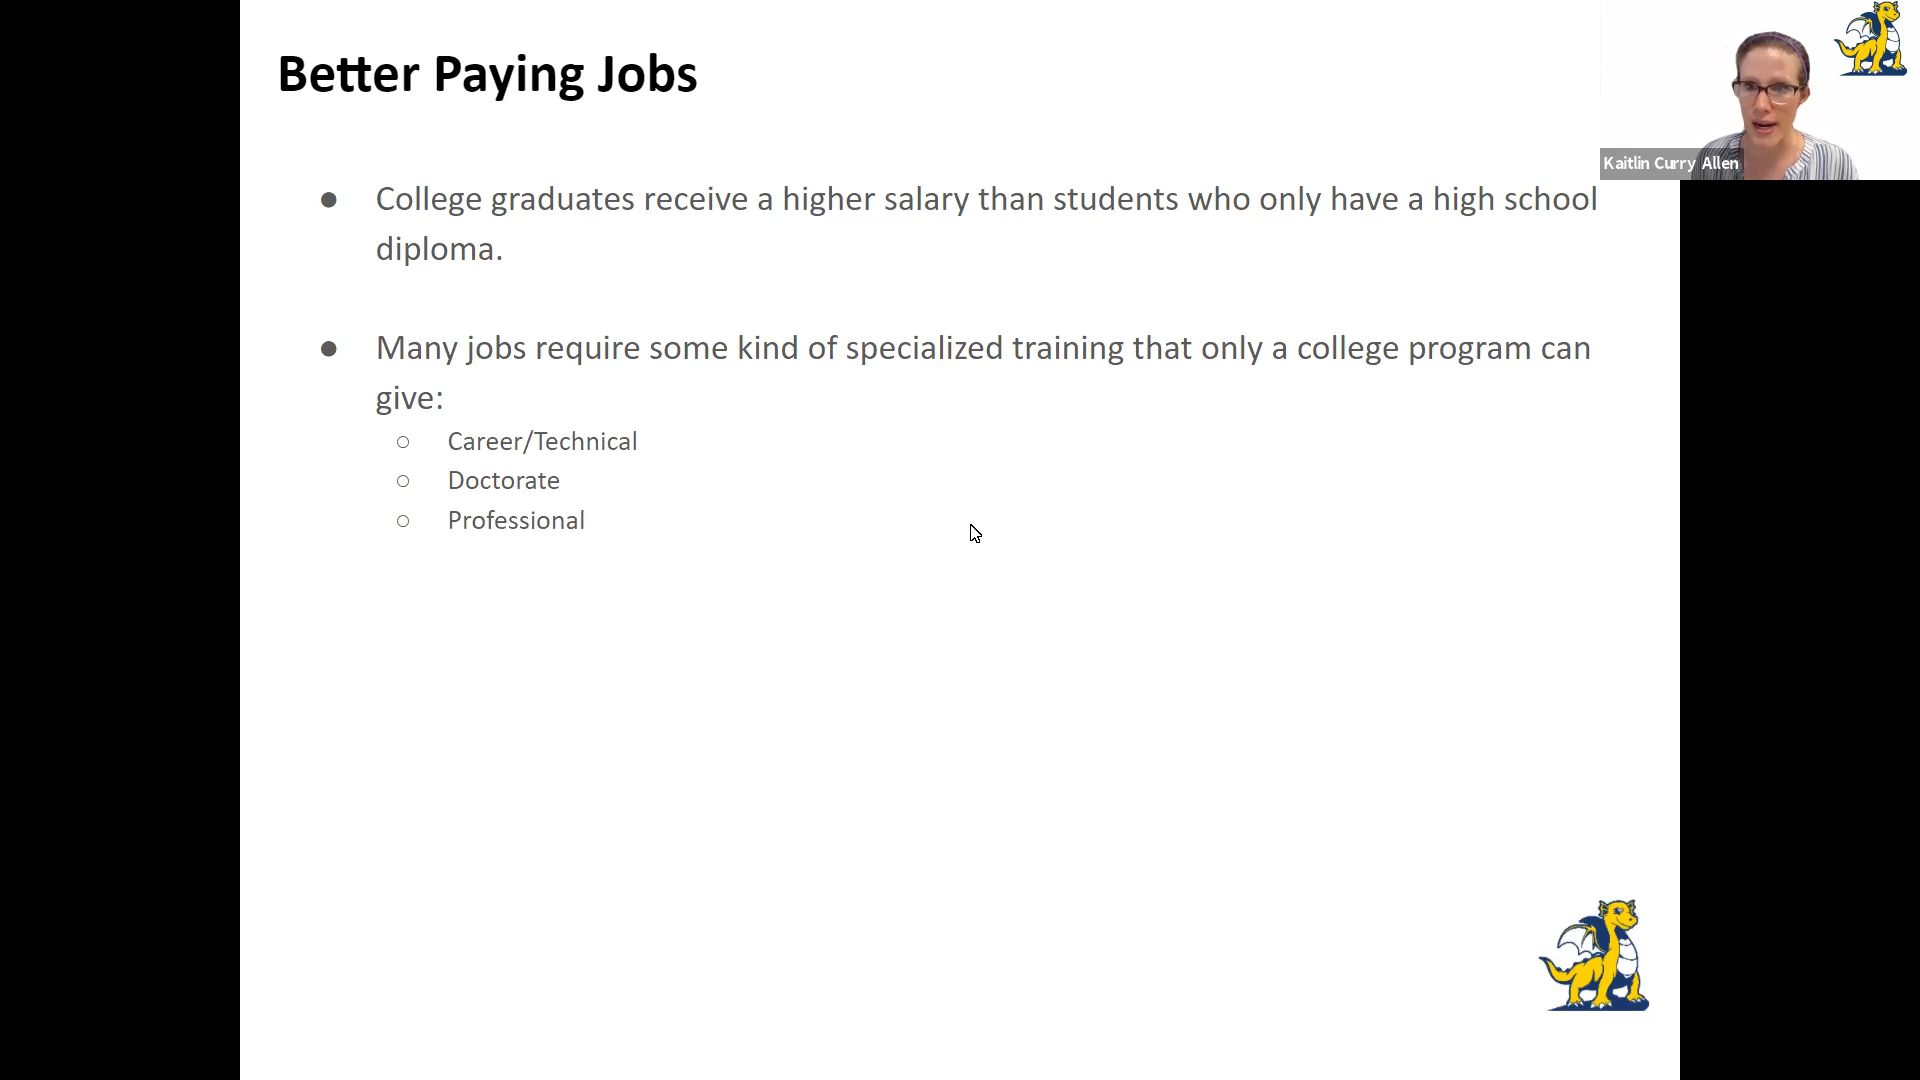 Better Paying Jobs
Kaitlin Curry Allen
● College graduates receive a higher salary than students who only have a high school
diploma.
● Many jobs require some kind of specialized training that only a college program can
give:
○ Career/Technical
○ Doctorate
○ Professional